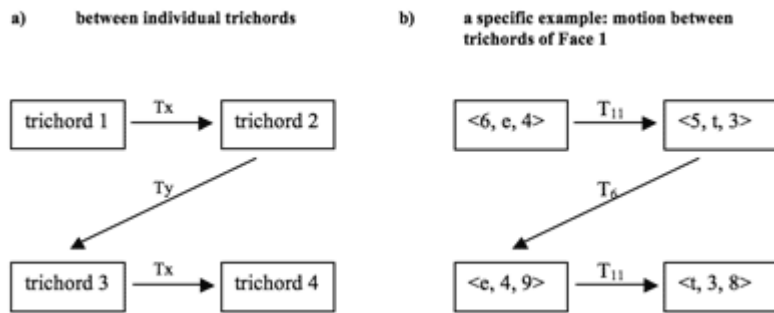 a) between individual trichords
b) a specific example: motion between
trichords of Face 1
trichord 1
Tx
trichord 2
Ty
trichord 3
Tx
trichord 4
<6, e, 4>
T11
<5, t, 3>
T6
<e, 4, 9>
T11
<t, 3, 8>